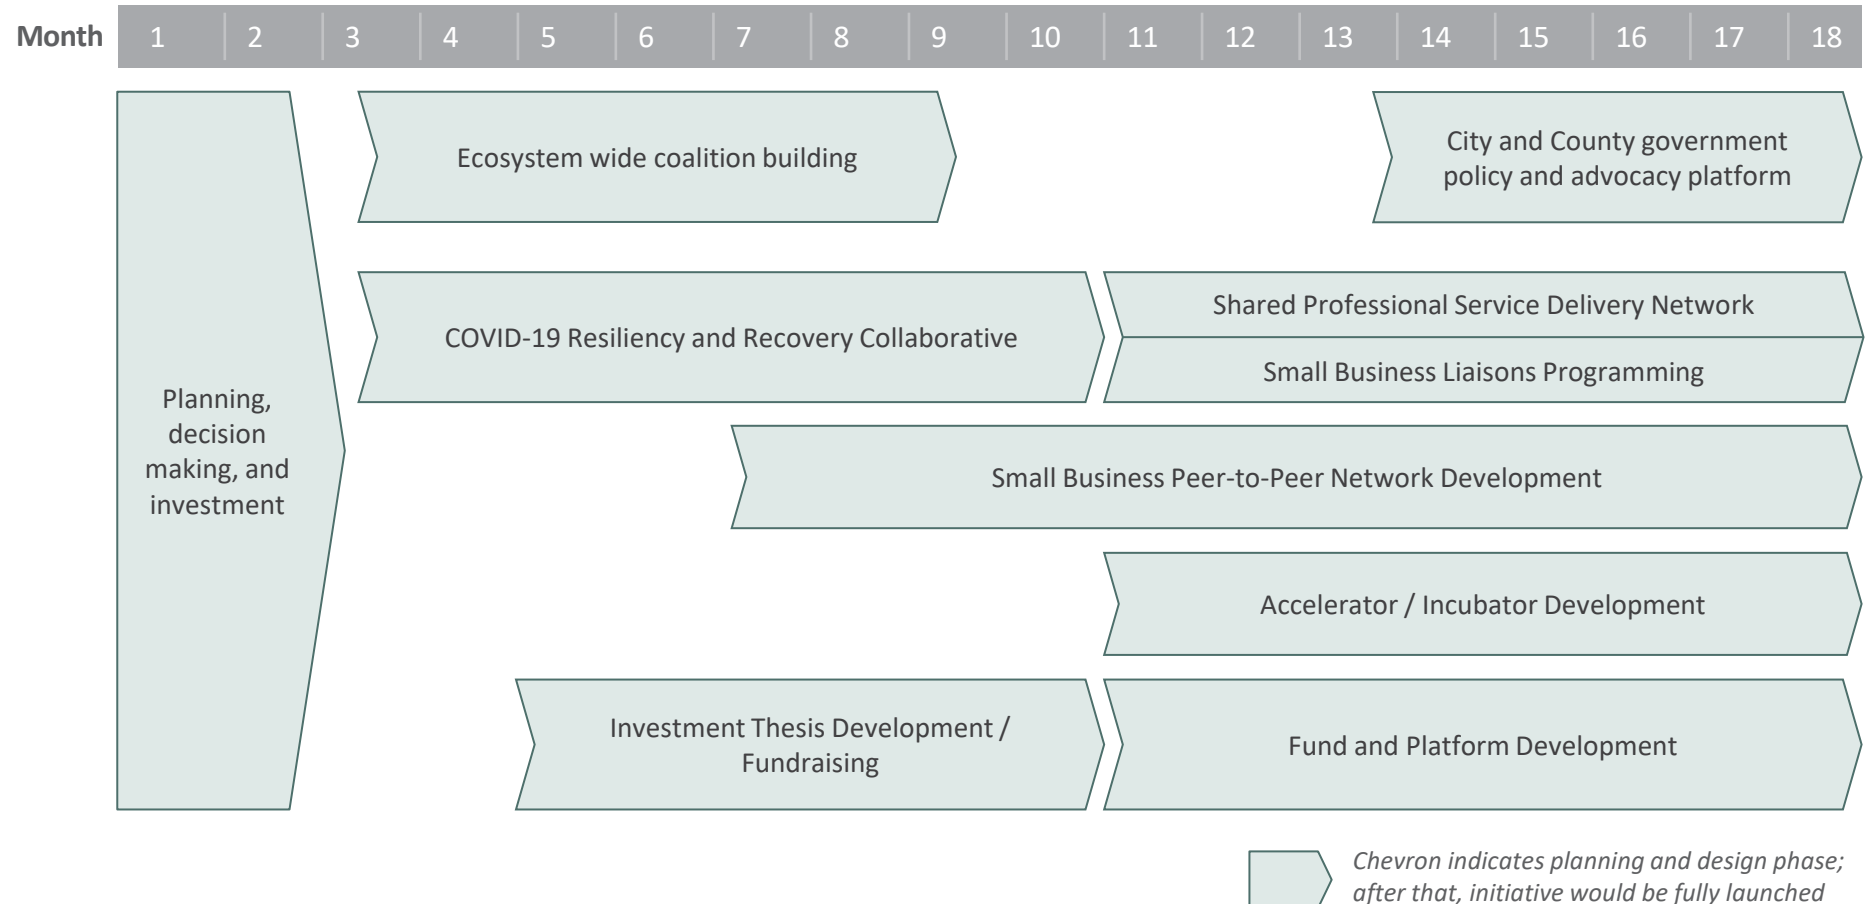 Month 1 2 3 4 5 6 7 8 9 10 11 12 13 14 15 16 17 18
Planning,
decision
making, and
investment
Ecosystem wide coalition building
City and County government
policy and advocacy platform
COVID-19 Resiliency and Recovery Collaborative
Shared Professional Service Delivery Network
Small Business Liaisons Programming
Small Business Peer-to-Peer Network Development
Accelerator / Incubator Development
Investment Thesis Development /
Fundraising
Fund and Platform Development
Chevron indicates planning and design phase;
after that, initiative would be fully launched